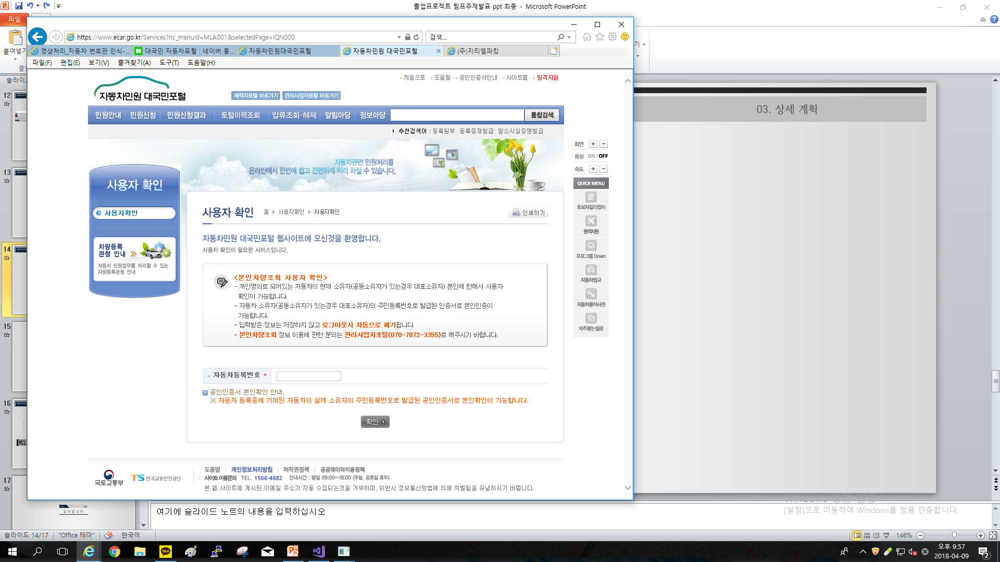 졸업프로젝트 팀프주제발표 ppt 최종 - Microsoft PowerPoint
파일
붙여넣기
슬라이드
https://www.ecar.go.kr/Services?nc_menuId=MLA001&selectedPage=IQN000
검색...
영상처리_자동차 번호판 인식-...
대국민 자동차포털 : 네이버 통...
자동차민원대국민포털
자동차민원 대국민포털
(주)지티엘파킹
파일(F) 편집(E) 보기(V) 즐겨찾기(A) 도구(T) 도움말(H)
처음으로 도움말 공인인증서안내 사이트맵 원격지원
자동차민원 대국민포털
제작자포털 바로가기 관리사업자포털 바로가기
민원안내 민원신청 민원신청결과 토털이력조회 압류조회·해제 알림마당 정보마당 통합검색
추천검색어 : 등록원부 등록증재발급 말소사실증명발급
자동차관련 민원처리를
온라인에서 한번에 쉽고 간편하게 처리 하실 수 있습니다.
화면 + -
음성 ON / OFF
속도 + -
QUICK MENU
초보자길라잡이
원격지원
프로그램 Down
자동차법규
자동차용어사전
자주묻는질문
사용자 확인
사용자확인
차량등록
관청 안내
자동차 민원업무를 처리할 수 있는
차량등록관청 안내
사용자 확인 홈 > 사용자확인 > 사용자확인
인쇄하기
자동차민원 대국민포털 웹사이트에 오신것을 환영합니다.
사용자 확인이 필요한 서비스입니다.
<본인차량조회 사용자 확인>
- 개인명의로 되어있는 자동차의 현재 소유자(공동소유자가 있는경우 대표소유자) 본인에 한해서 사용자
확인이 가능합니다.
- 자동차 소유자(공동소유자가 있는경우 대표소유자)의 주민등록번호로 발급된 인증서로 본인인증이
가능합니다.
- 입력받은 정보는 저장하지 않고 로그아웃시 자동으로 폐기됩니다.
- 본인차량조회 정보 이용에 관한 문의는 관리사업자포털(070-7872-3355)로 해주시기 바랍니다.
자동차등록번호 *
공인인증서 본인확인 안내.
※ 자동차 등록증에 기재된 자동차의 실제 소유자의 주민등록번호로 발급된 공인인증서로 본인확인이 가능합니다.
확인
국토교통부
TS 한국교통안전공단
도움말 개인정보처리방침 저작권정책 공공데이터이용정책
사이트 이용문의 TEL. 1566-4682 안내시간 : 평일 09:00~18:00 (주말, 공휴일 휴무)
본 웹 사이트에 게시된 이메일 주소가 자동 수집되는것을 거부하며, 위반시 정보통신망법에 의해 처벌됨을 유념하시기 바랍니다.
03. 상세 계획
12
13
14
15
16
MCL
17
감사합니다
여기에 슬라이드 노트의 내용을 입력하십시오
Windows 정품 인증
[설정]으로 이동하여 Windows를 정품 인증합니다.
슬라이드 14/17 "Office 테마" 한국어
146%
TALK
오후 9:57
2018-04-09
2